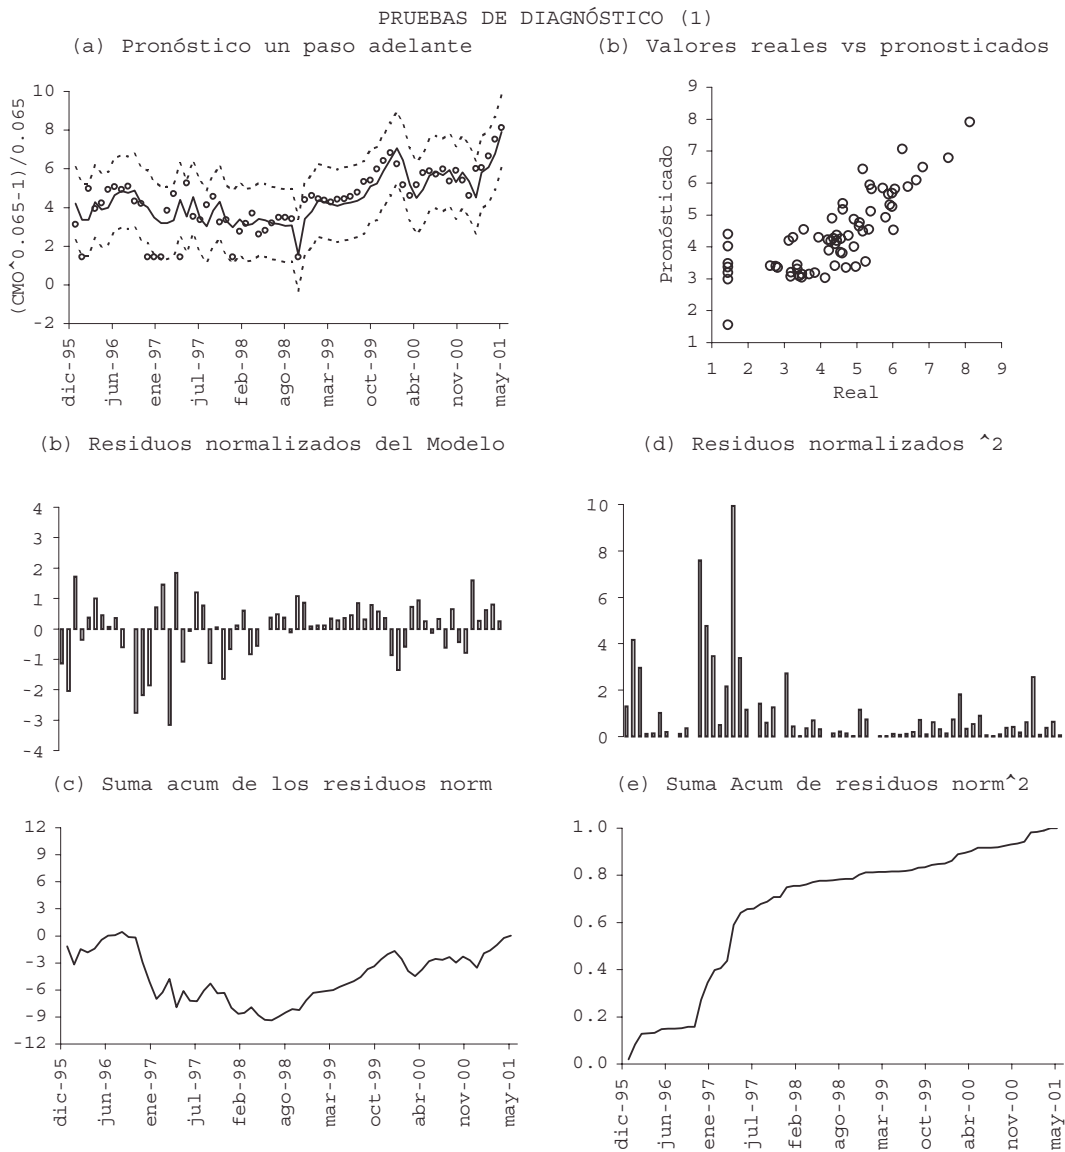 PRUEBAS DE DIAGNÓSTICO (1)
(a) Pronóstico un paso adelante
(CMO^0.065-1)/0.065
10
8
6
4
2
0
-2
dic-95
jun-96
ene-97
jul-97
feb-98
ago-98
mar-99
oct-99
abr-00
nov-00
may-01
(b) Valores reales vs pronosticados
Pronósticado
9
8
7
6
5
4
3
2
1
1 2 3 4 5 6 7 8 9
Real
(b) Residuos normalizados del Modelo
4
3
2
1
0
-1
-2
-3
-4
(d) Residuos normalizados ^2
10
8
6
4
2
0
(c) Suma acum de los residuos norm
12
9
6
3
0
-3
-6
-9
-12
dic-95
jun-96
ene-97
jul-97
feb-98
ago-98
mar-99
oct-99
abr-00
nov-00
may-01
(e) Suma Acum de residuos norm^2
1.0
0.8
0.6
0.4
0.2
0.0
dic-95
jun-96
ene-97
jul-97
feb-98
ago-98
mar-99
oct-99
abr-00
nov-00
may-01